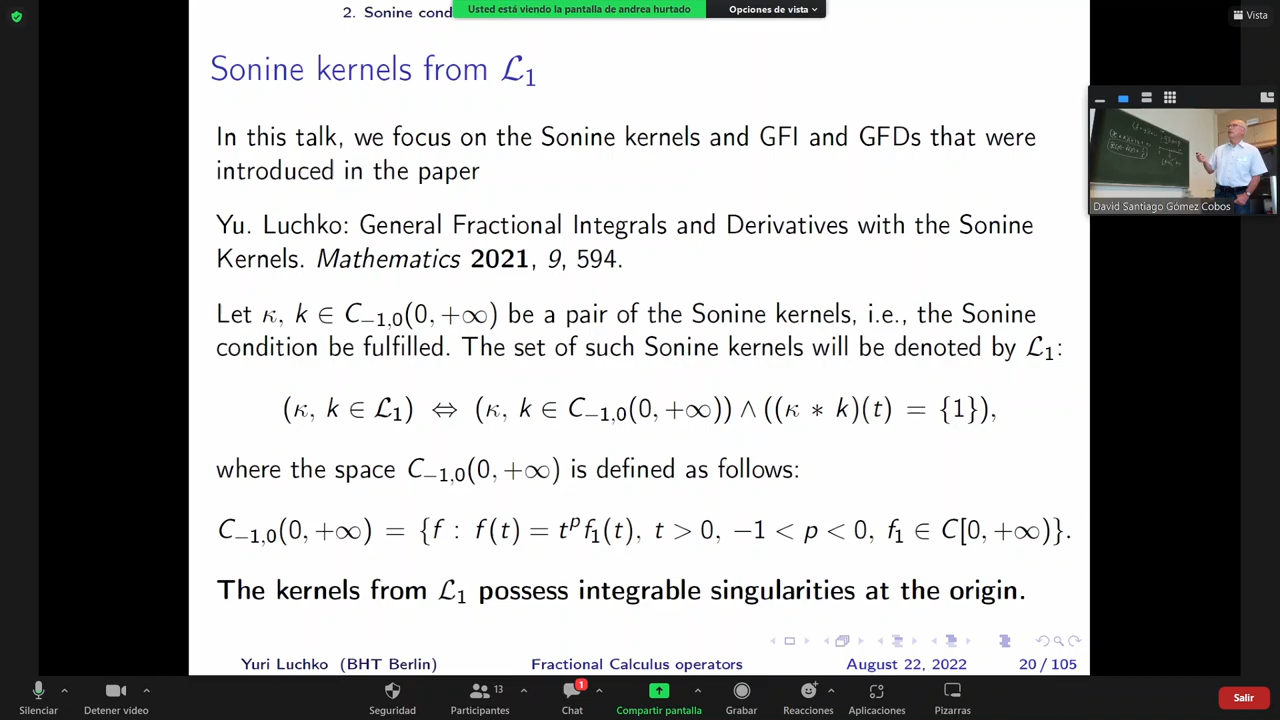 2. Sonine cond
Usted está viendo la pantalla de andrea hurtado
Opciones de vista
Vista
Sonine kernels from ℒ₁
In this talk, we focus on the Sonine kernels and GFI and GFDs that were
introduced in the paper
Yu. Luchko: General Fractional Integrals and Derivatives with the Sonine
Kernels. Mathematics 2021, 9, 594.
Let κ, k ∈ C₋₁,₀(0, +∞) be a pair of the Sonine kernels, i.e., the Sonine
condition be fulfilled. The set of such Sonine kernels will be denoted by ℒ₁:
(κ, k ∈ ℒ₁) ⇔ (κ, k ∈ C₋₁,₀(0, +∞)) ∧ ((κ * k)(t) = {1}),
where the space C₋₁,₀(0, +∞) is defined as follows:
C₋₁,₀(0, +∞) = {f : f(t) = tᵖf₁(t), t > 0, −1 < p < 0, f₁ ∈ C[0, +∞)}.
The kernels from ℒ₁ possess integrable singularities at the origin.
Yuri Luchko (BHT Berlin)
Fractional Calculus operators
August 22, 2022
20 / 105
David Santiago Gómez Cobos
Silenciar
Detener vídeo
Seguridad
13
Participantes
1
Chat
Compartir pantalla
Grabar
Reacciones
Aplicaciones
Pizarras
Salir